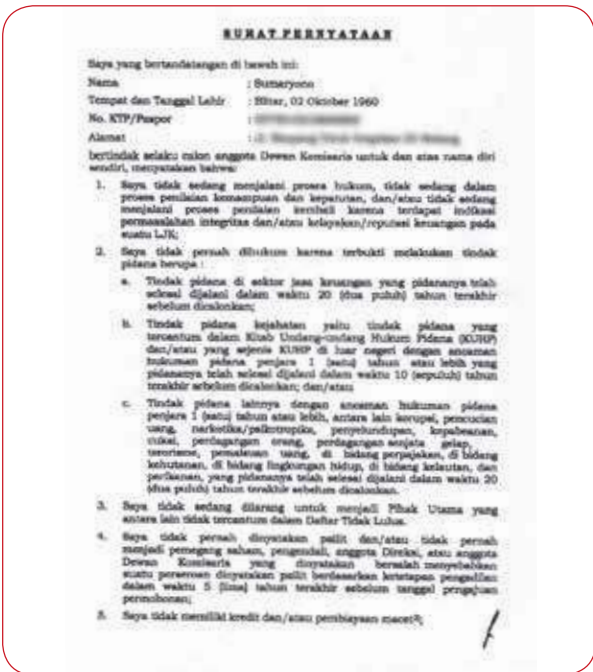 SURAT PERNYATAAN
Saya yang bertandatangan di bawah ini:
Nama : Sumaryono
Tempat dan Tanggal Lahir : Blitar, 02 Oktober 1960
No. KTP/Paspor :
Alamat :
bertindak selaku calon anggota Dewan Komisaris untuk dan atas nama diri
sendiri, menyatakan bahwa:
1. Saya tidak sedang menjalani proses hukum, tidak sedang dalam
proses penilaian kemampuan dan kepatutan, dan/atau tidak sedang
menjalani proses penilaian kembali karena terdapat indikasi
permasalahan integritas dan/atau kelayakan/reputasi keuangan pada
suatu LJK;
2. Saya tidak pernah dihukum karena terbukti melakukan tindak
pidana berupa :
a. Tindak pidana di sektor jasa keuangan yang pidananya telah
selesai dijalani dalam waktu 20 (dua puluh) tahun terakhir
sebelum dicalonkan;
b. Tindak pidana kejahatan yaitu tindak pidana yang
tercantum dalam Kitab Undang-undang Hukum Pidana (KUHP)
dan/atau yang sejenis KUHP di luar negeri dengan ancaman
hukuman pidana penjara 1 (satu) tahun atau lebih yang
pidananya telah selesai dijalani dalam waktu 10 (sepuluh) tahun
terakhir sebelum dicalonkan; dan/atau
c. Tindak pidana lainnya dengan ancaman hukuman pidana
penjara 1 (satu) tahun atau lebih, antara lain korupsi, pencucian
uang, narkotika/psikotropika, penyelundupan, kepabeanan,
cukai, perdagangan orang, perdagangan senjata gelap,
terorisme, pemalsuan uang, di bidang perpajakan, di bidang
kehutanan, di bidang lingkungan hidup, di bidang kelautan, dan
perikanan, yang pidananya telah selesai dijalani dalam waktu 20
(dua puluh) tahun terakhir sebelum dicalonkan.
3. Saya tidak sedang dilarang untuk menjadi Pihak Utama yang
antara lain tidak tercantum dalam Daftar Tidak Lulus.
4. Saya tidak pernah dinyatakan pailit dan/atau tidak pernah
menjadi pemegang saham, pengendali, anggota Direksi, atau anggota
Dewan Komisaris yang dinyatakan bersalah menyebabkan
suatu perseroan dinyatakan pailit berdasarkan ketetapan pengadilan
dalam waktu 5 (lima) tahun terakhir sebelum tanggal pengajuan
permohonan;
5. Saya tidak memiliki kredit dan/atau pembiayaan macet;